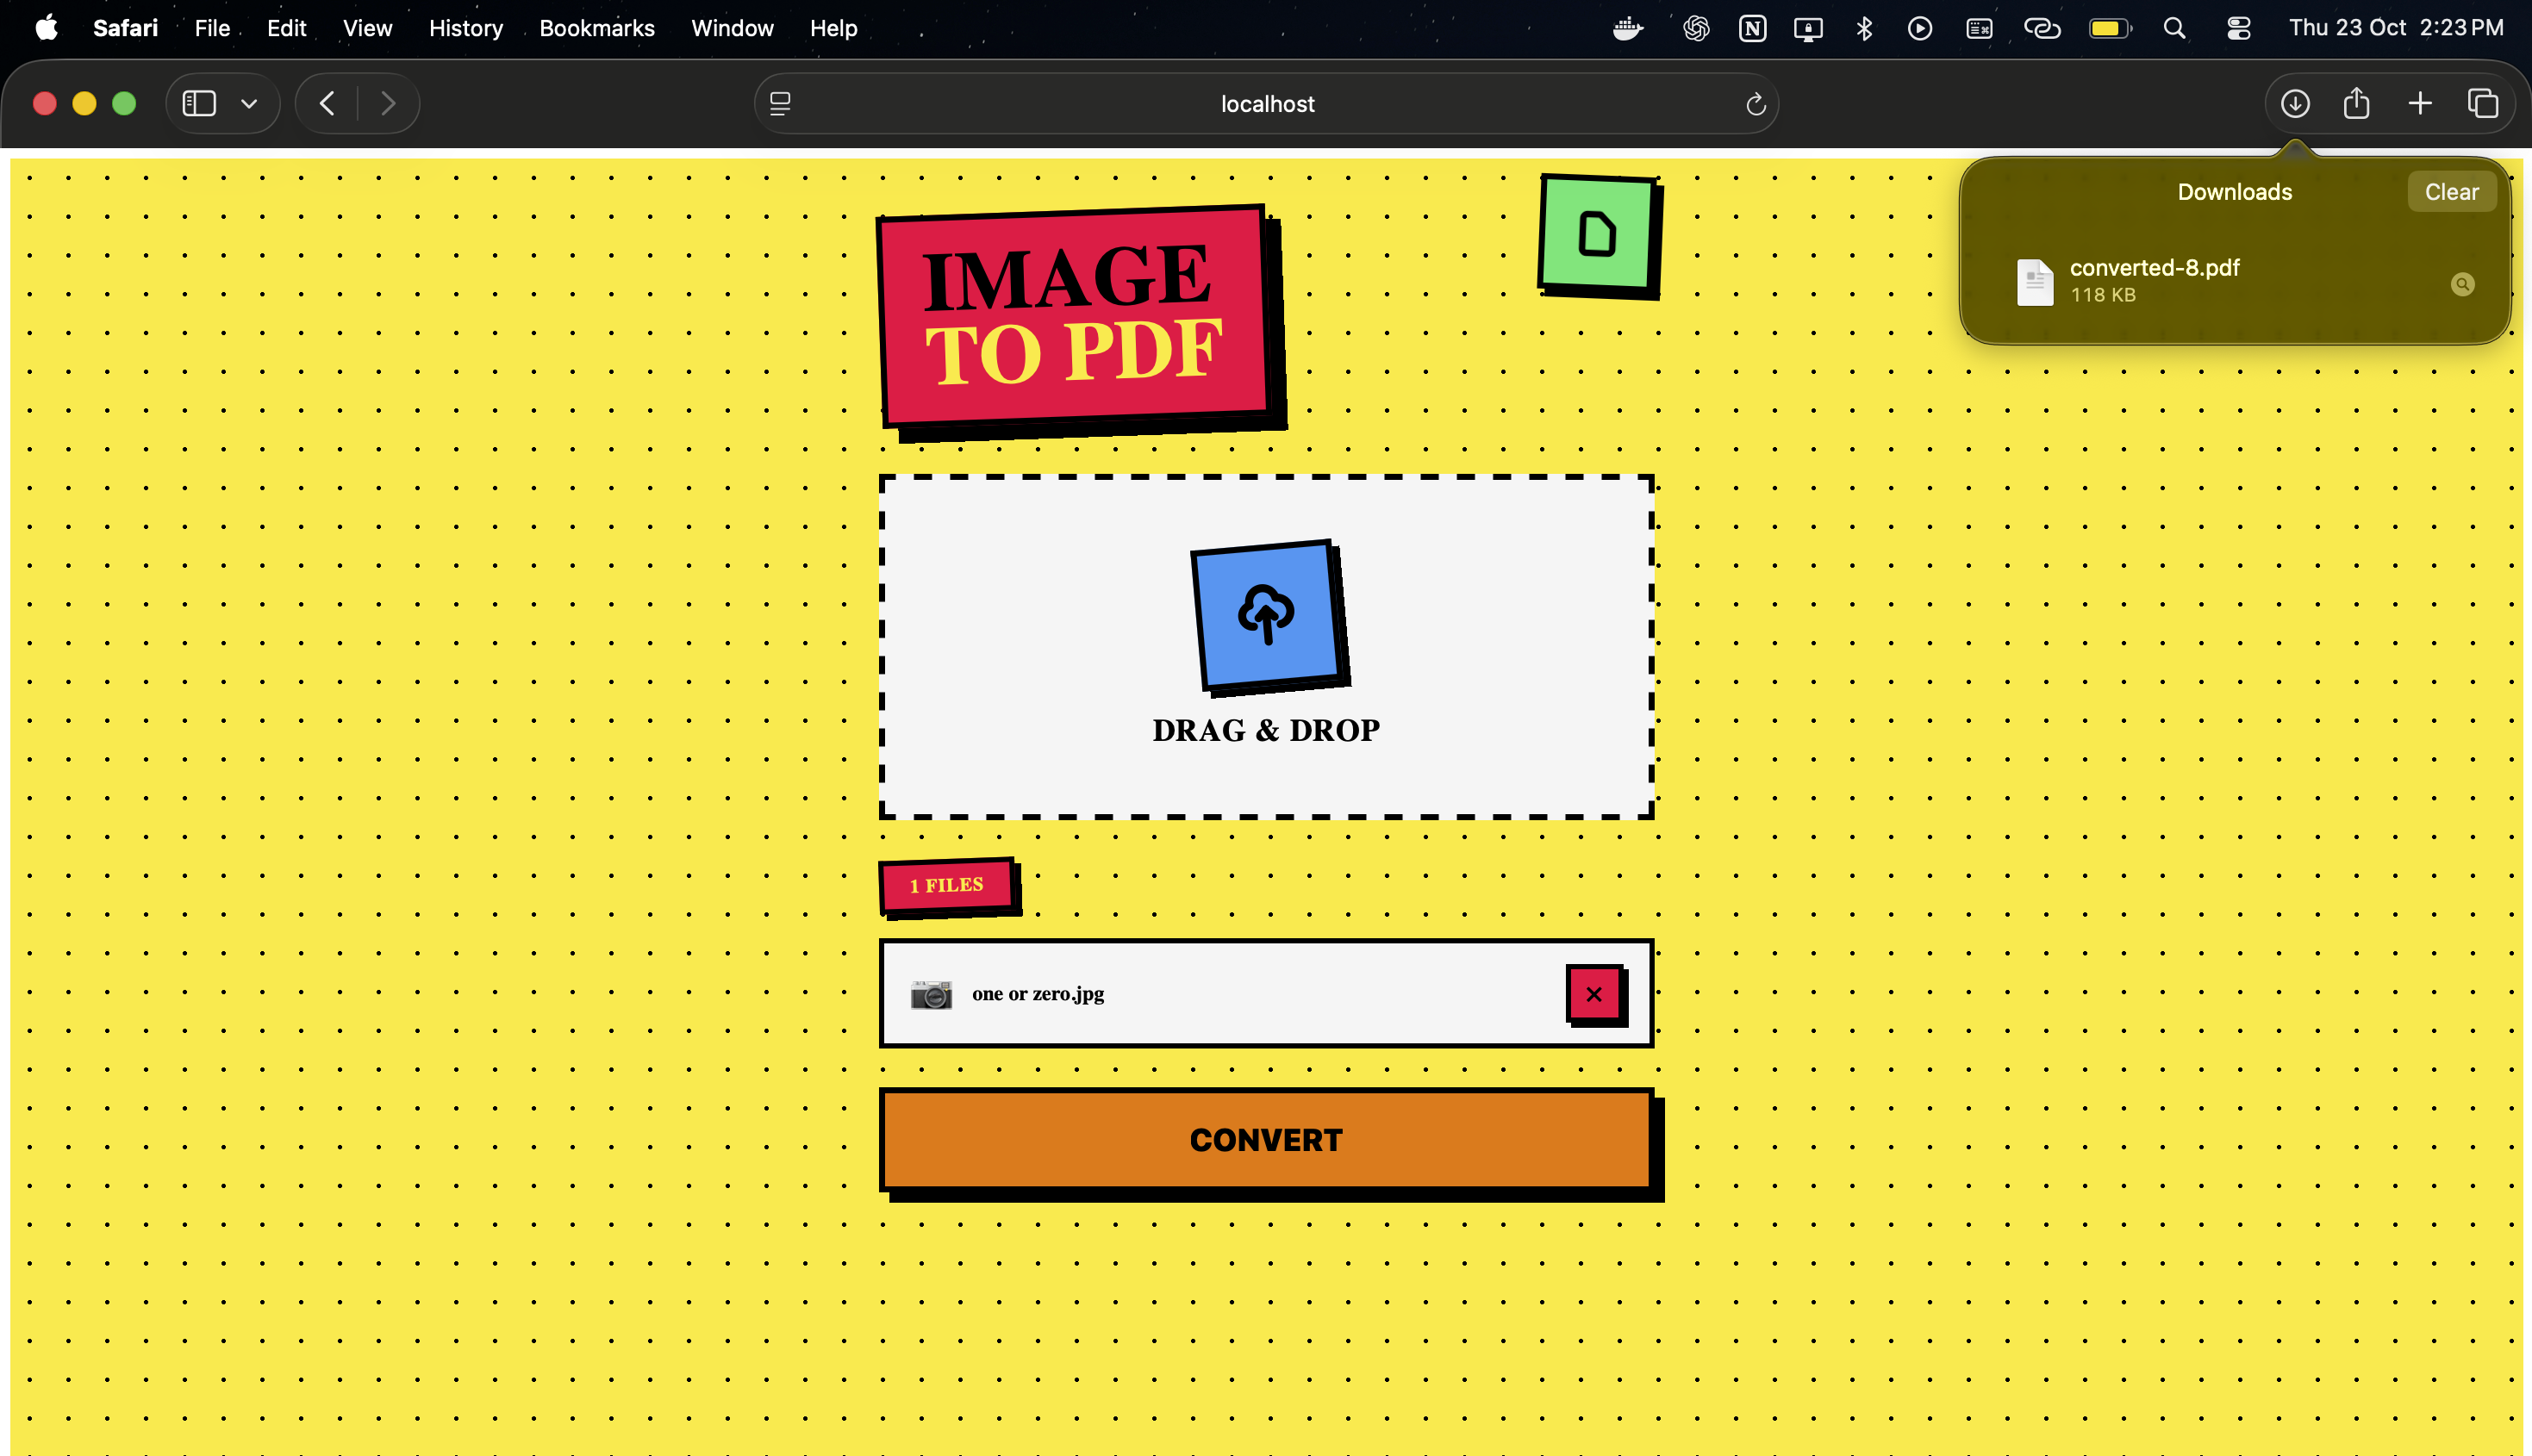 Safari File Edit View History Bookmarks Window Help Thu 23 Oct 2:23 PM
localhost
Downloads Clear
converted-8.pdf
118 KB
IMAGE
TO PDF
DRAG & DROP
1 FILES
one or zero.jpg
CONVERT